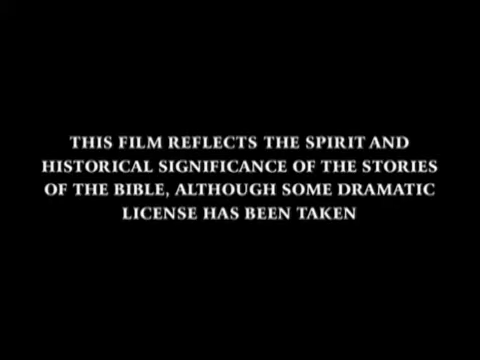 THIS FILM REFLECTS THE SPIRIT AND
HISTORICAL SIGNIFICANCE OF THE STORIES
OF THE BIBLE, ALTHOUGH SOME DRAMATIC
LICENSE HAS BEEN TAKEN